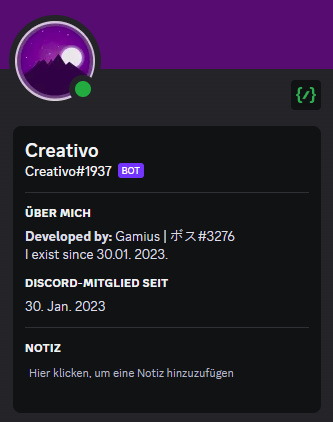 {/}
Creativo
Creativo#1937 BOT
ÜBER MICH
Developed by: Gamius | ボス#3276
I exist since 30.01. 2023.
DISCORD-MITGLIED SEIT
30. Jan. 2023
NOTIZ
Hier klicken, um eine Notiz hinzuzufügen